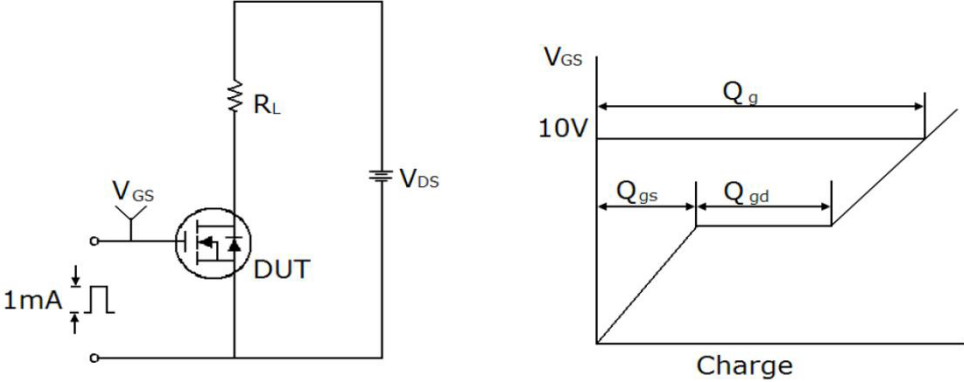 RL
VDS
VGS
DUT
1mA
VGS
Qg
10V
Qgs
Qgd
Charge